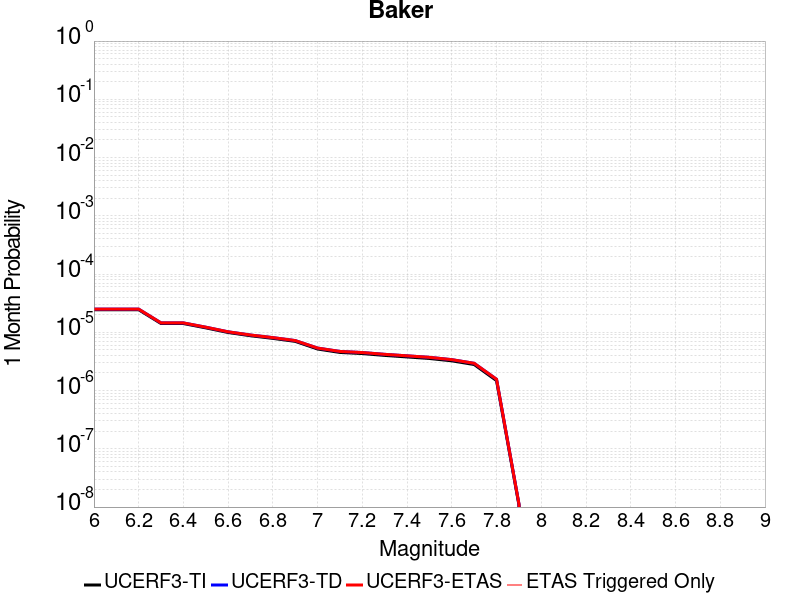 Baker
1 Month Probability
10^0
10^-1
10^-2
10^-3
10^-4
10^-5
10^-6
10^-7
10^-8
6 6.2 6.4 6.6 6.8 7 7.2 7.4 7.6 7.8 8 8.2 8.4 8.6 8.8 9
Magnitude
UCERF3-TI UCERF3-TD UCERF3-ETAS ETAS Triggered Only